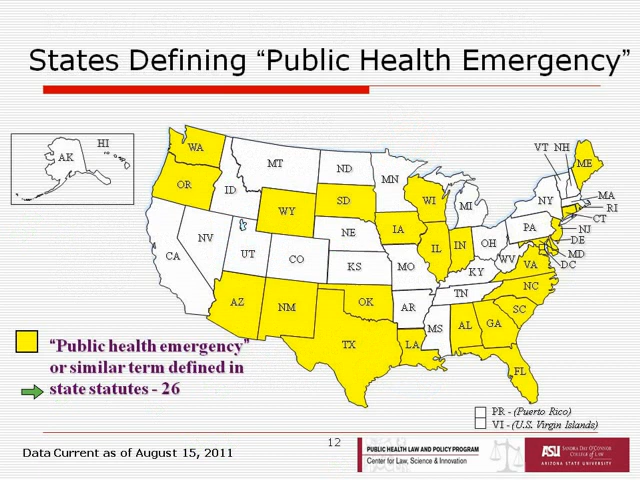 States Defining “Public Health Emergency”
HI
AK
WA
MT
ND
MN
VT NH
ME
OR
ID
WY
SD
WI
MI
NY
MA
RI
CT
NV
UT
NE
IA
IL
IN
OH
PA
NJ
DE
MD
DC
CA
CO
KS
MO
KY
WV
VA
AZ
NM
OK
AR
TN
NC
SC
TX
LA
MS
AL
GA
FL
“Public health emergency”
or similar term defined in
state statutes - 26
PR - (Puerto Rico)
VI - (U.S. Virgin Islands)
Data Current as of August 15, 2011
12
PUBLIC HEALTH LAW AND POLICY PROGRAM
Center for Law, Science & Innovation
ASU
SANDRA DAY O'CONNOR
COLLEGE OF LAW
ARIZONA STATE UNIVERSITY